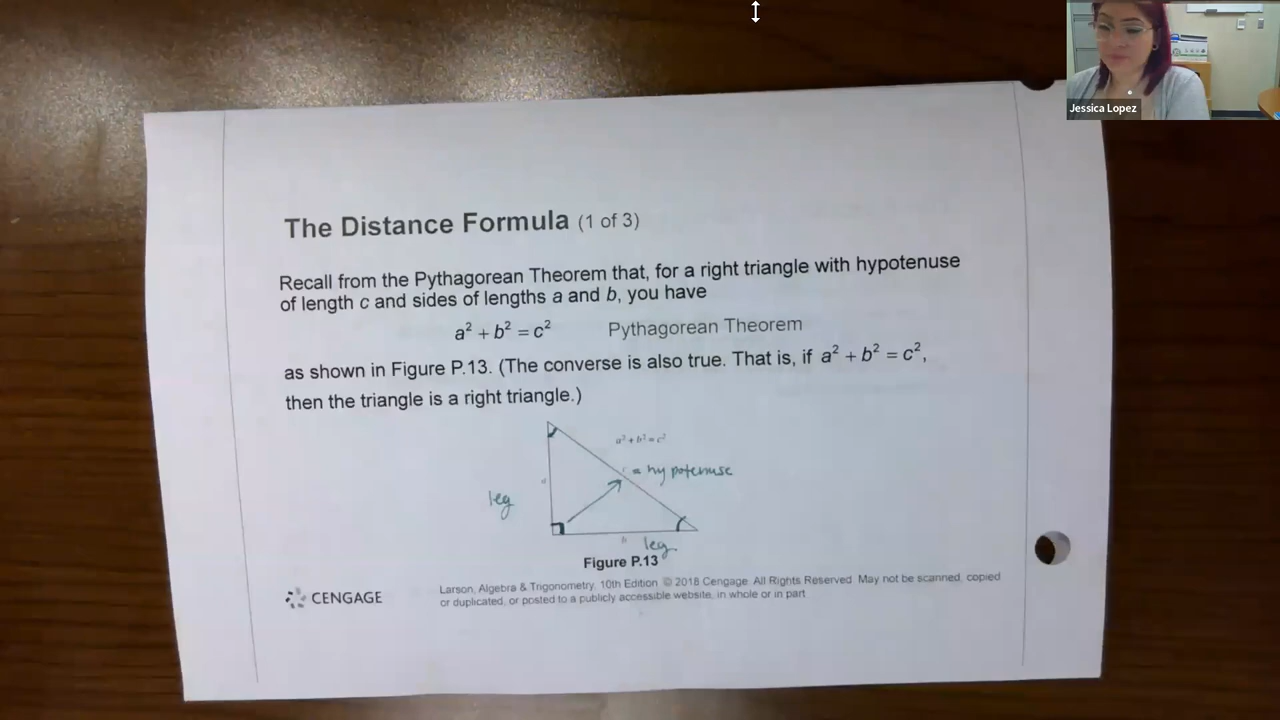 Jessica Lopez
The Distance Formula (1 of 3)
Recall from the Pythagorean Theorem that, for a right triangle with hypotenuse
of length c and sides of lengths a and b, you have
a² + b² = c² Pythagorean Theorem
as shown in Figure P.13. (The converse is also true. That is, if a² + b² = c²,
then the triangle is a right triangle.)
a² + b² = c²
c = hypotenuse
leg
a
b
leg
Figure P.13
CENGAGE
Larson, Algebra & Trigonometry, 10th Edition © 2018 Cengage. All Rights Reserved. May not be scanned, copied
or duplicated, or posted to a publicly accessible website, in whole or in part